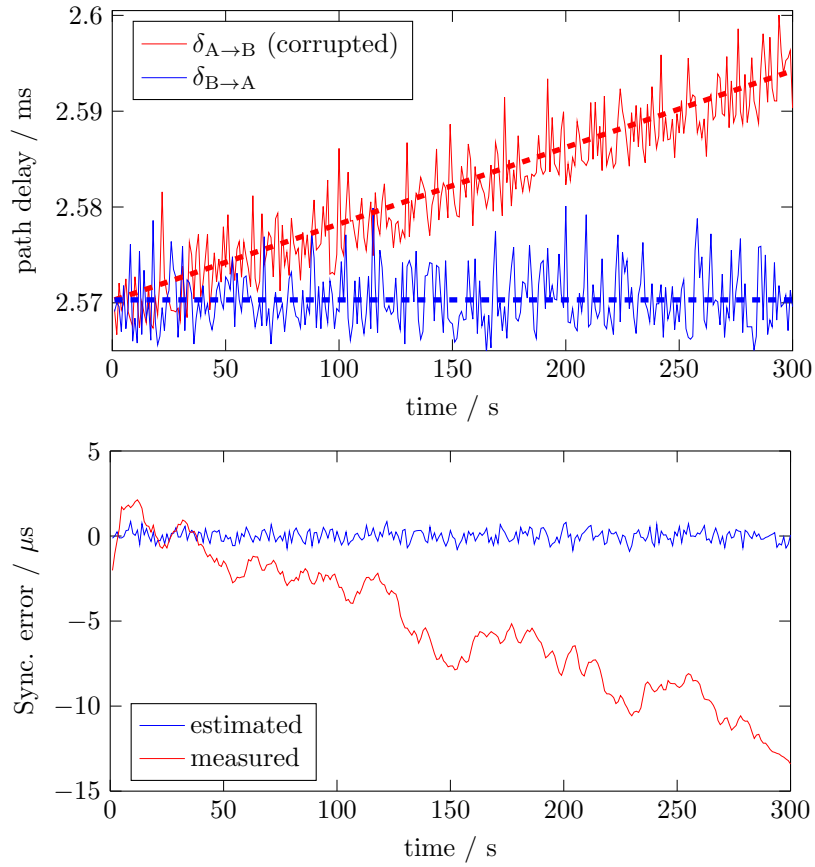 2.6
2.59
2.58
2.57
path delay / ms
δA→B (corrupted)
δB→A
0
50
100
150
200
250
300
time / s
5
0
−5
−10
−15
Sync. error / μs
estimated
measured
0
50
100
150
200
250
300
time / s